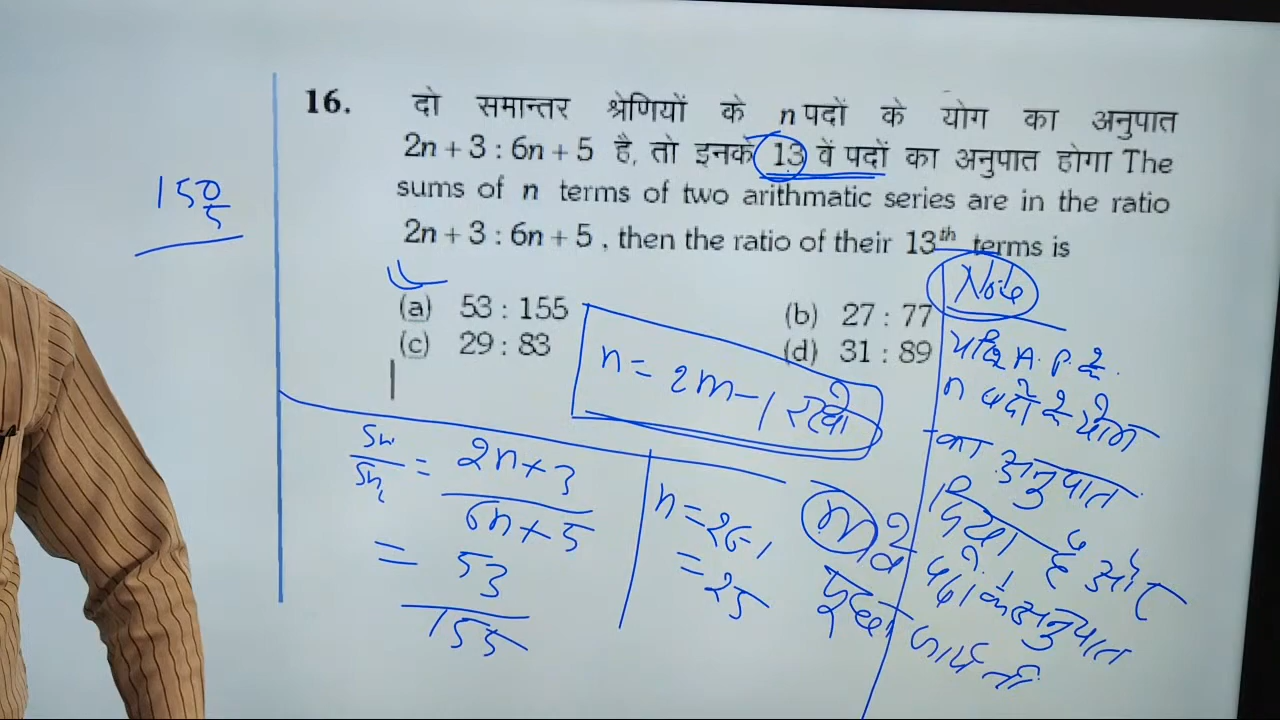 16. दो समान्तर श्रेणियों के n पदों के योग का अनुपात
2n + 3 : 6n + 5 है, तो इनके 13 वें पदों का अनुपात होगा The
sums of n terms of two arithmatic series are in the ratio
2n + 3 : 6n + 5 , then the ratio of their 13th terms is
(a) 53 : 155 (b) 27 : 77
(c) 29 : 83 (d) 31 : 89
150
5
n = 2m - 1 रखे
2n + 3
6n + 5
= 53
155
n = 26-1
= 25
Note
यदि A.P. के
n पदों के योग
का अनुपात
दिया है और
m वे पदों के अनुपात
पूछा जाये तो